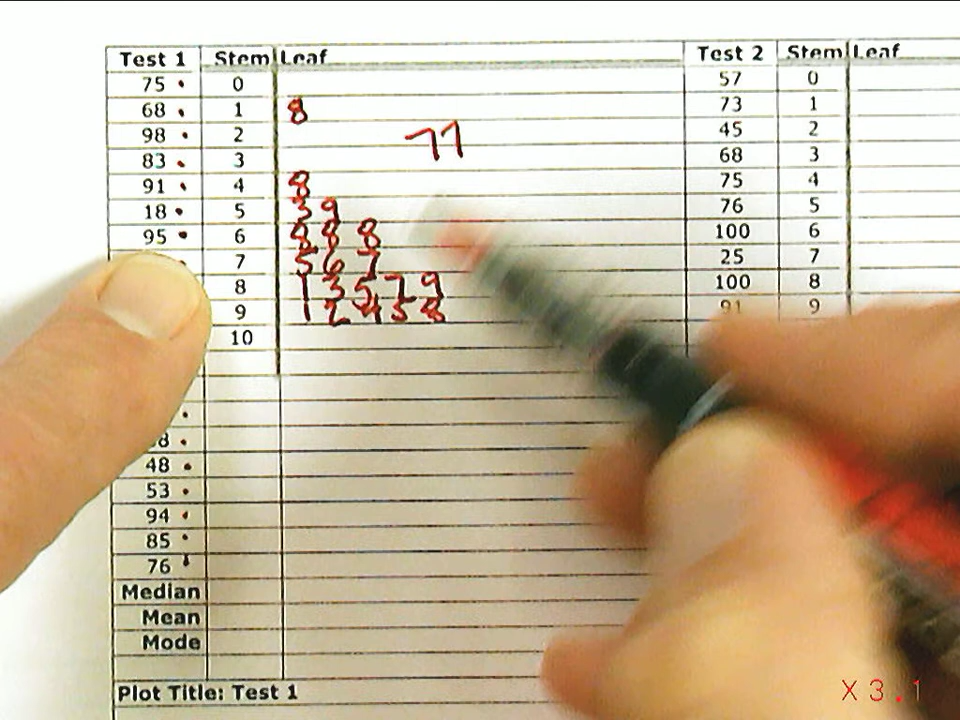 Test 1 Stem Leaf Test 2 Stem Leaf
75 0 57 0
68 1 8 73 1
98 2 77 45 2
83 3 68 3
91 4 8 75 4
18 5 3 9 76 5
95 6 8 8 8 100 6
7 5 6 7 25 7
8 1 3 5 7 9 100 8
9 1 2 4 5 8 91 9
10
8
48
53
94
85
76
Median
Mean
Mode
Plot Title: Test 1
X 3.1